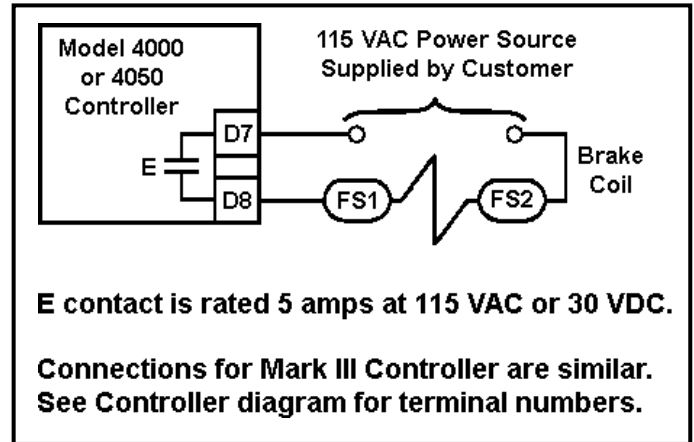 Model 4000
or 4050
Controller
115 VAC Power Source
Supplied by Customer
D7
E
D8
FS1
FS2
Brake
Coil
E contact is rated 5 amps at 115 VAC or 30 VDC.
Connections for Mark III Controller are similar.
See Controller diagram for terminal numbers.